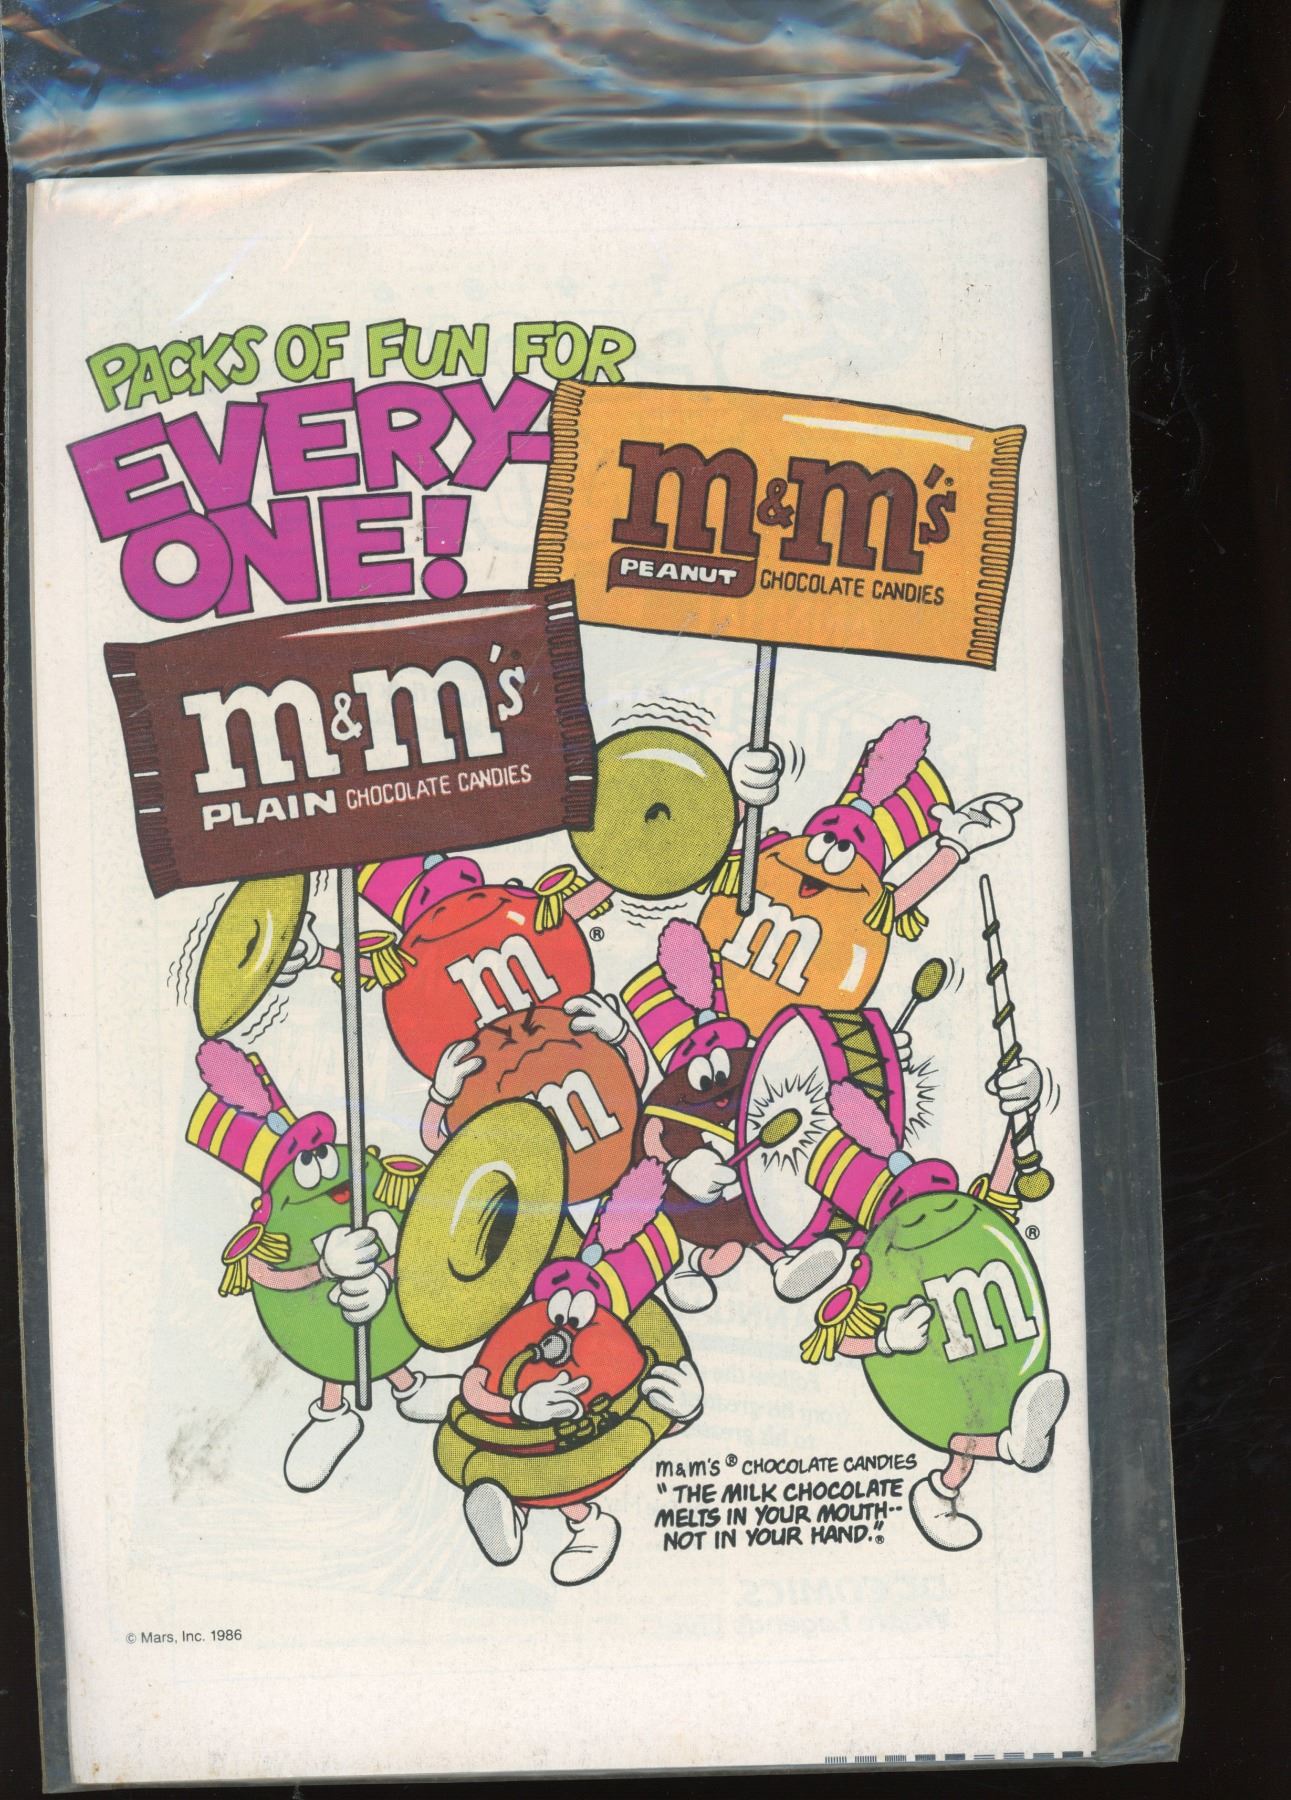 PACKS OF FUN FOR
EVERY-
ONE!
m&m's®
PEANUT CHOCOLATE CANDIES
m&m's®
PLAIN CHOCOLATE CANDIES
m
®
m
m
m
®
m&m's® CHOCOLATE CANDIES
"THE MILK CHOCOLATE
MELTS IN YOUR MOUTH--
NOT IN YOUR HAND."®
© Mars, Inc. 1986